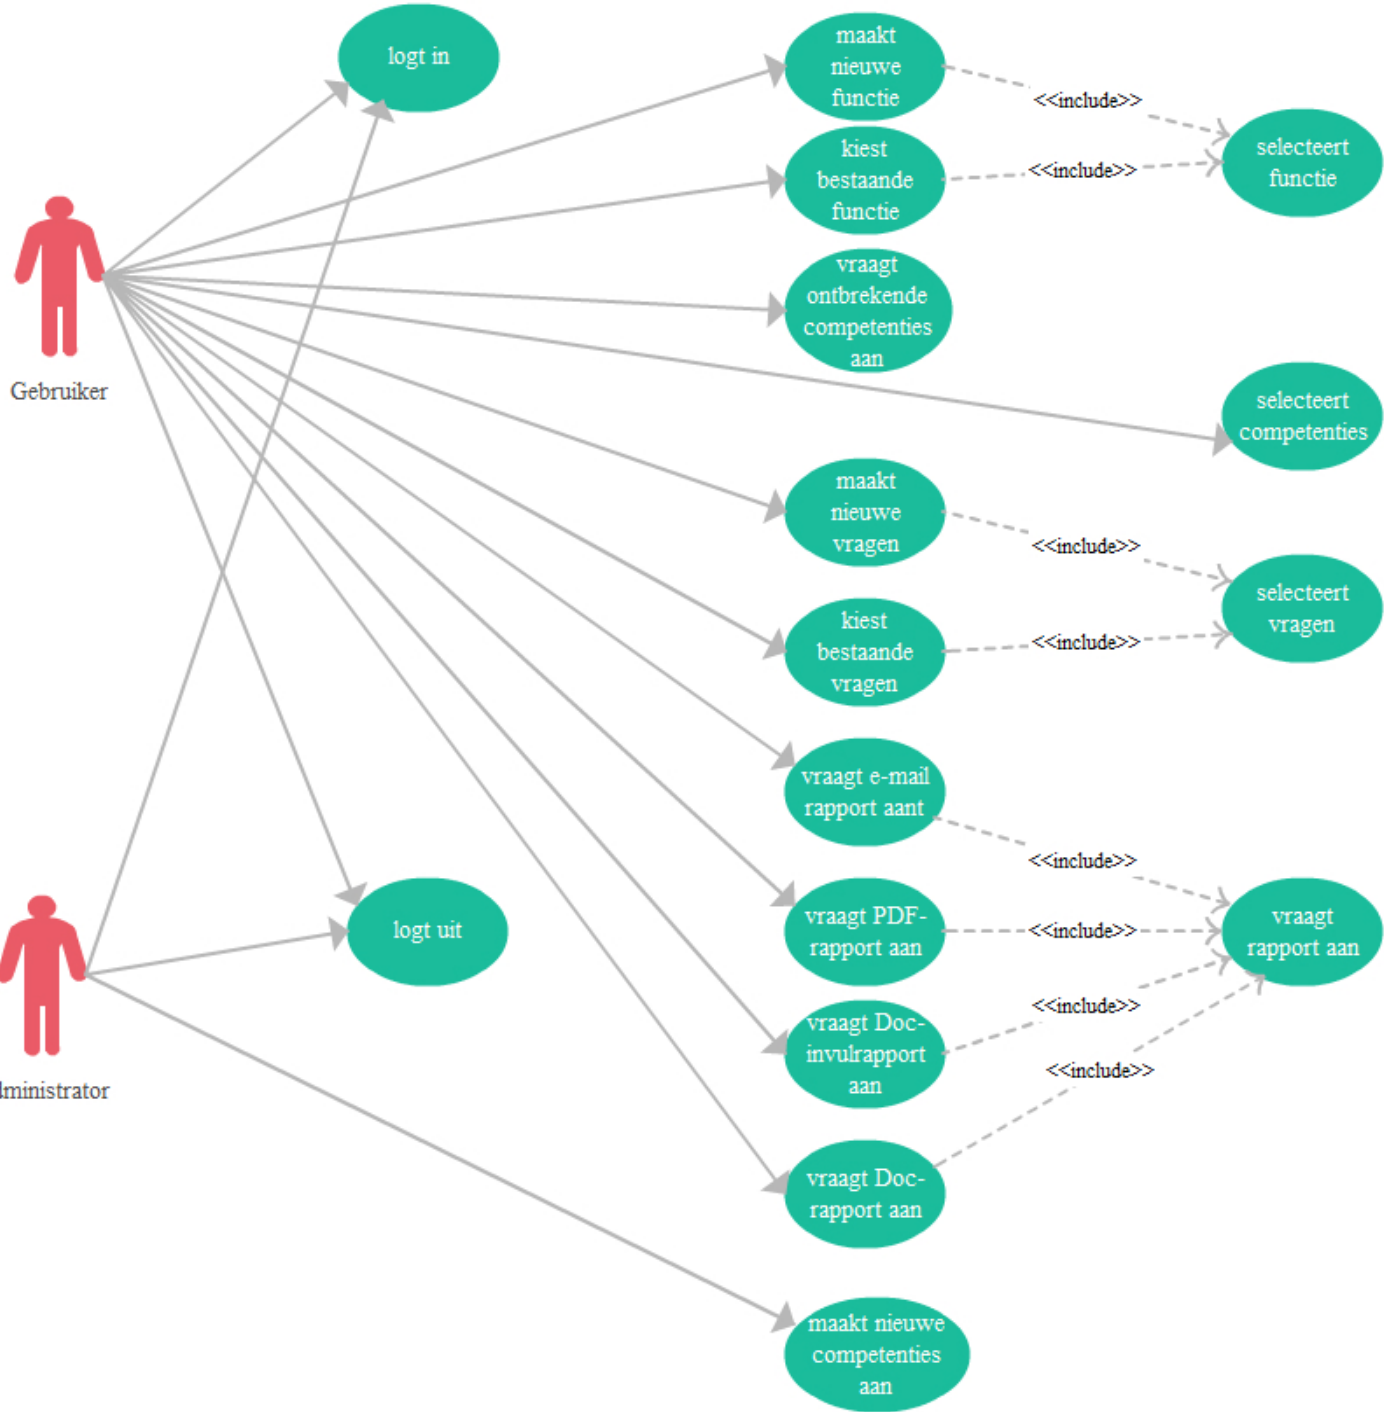 logt in
maakt
nieuwe
functie
<<include>>
kiest
bestaande
functie
<<include>>
selecteert
functie
vraagt
ontbrekende
competenties
aan
Gebruiker
selecteert
competenties
maakt
nieuwe
vragen
<<include>>
selecteert
vragen
kiest
bestaande
vragen
<<include>>
vraagt e-mail
rapport aant
<<include>>
logt uit
vraagt PDF-
rapport aan
<<include>>
vraagt
rapport aan
vraagt Doc-
invulrapport
aan
<<include>>
<<include>>
dministrator
vraagt Doc-
rapport aan
maakt nieuwe
competenties
aan